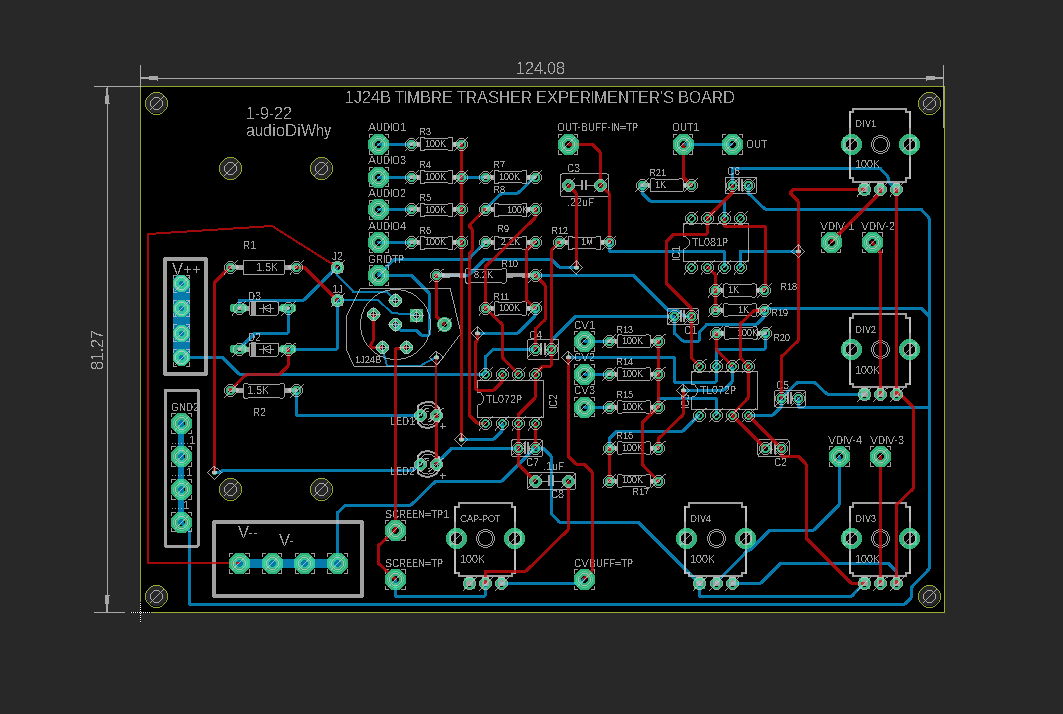 124.08
1J24B TIMBRE TRASHER EXPERIMENTER'S BOARD
81.27
1-9-22
audioDiWhy
AUDIO1
R3
100K
OUT-BUFF-IN=TP
OUT1
OUT
DIV1
100K
AUDIO3
R4
100K
R7
100K
C3
.22uF
R21
1K
C6
AUDIO2
R5
100K
R8
100K
AUDIO4
R6
100K
R9
2.2K
R12
1M
IC1
TL081P
VDIV-1
VDIV-2
R1
1.5K
J2
GRIDTP
8.2K
R10
V++
D3
J1
R11
100K
1K
R18
1K
R19
C1
100K
R20
D2
1J24B
C4
CV1
R13
100K
DIV2
100K
CV2
R14
100K
1.5K
R2
TL072P
IC2
CV3
R15
100K
TL072P
C5
GND2
LED1
R16
100K
VDIV-4
VDIV-3
C7
C2
LED2
+
.1uF
C8
100K
R17
SCREEN=TP1
CAP-POT
100K
DIV4
100K
DIV3
100K
V--
V-
SCREEN=TP
CVBUFF=TP